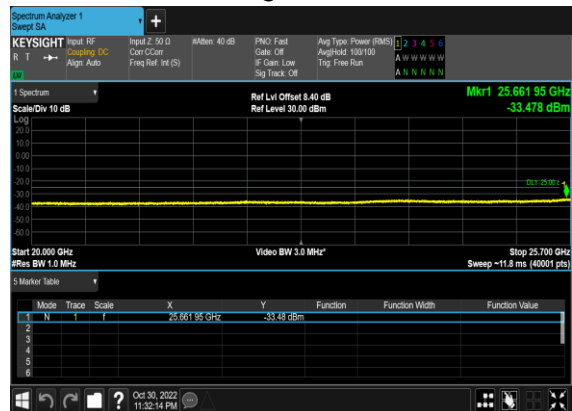 Spectrum Analyzer 1
Swept SA
KEYSIGHT
R T
LXI
Input: RF
Coupling: DC
Align: Auto
Input Z: 50 Ω
Corr CCorr
Freq Ref: Int (S)
#Atten: 40 dB
PNO: Fast
Gate: Off
IF Gain: Low
Sig Track: Off
Avg Type: Power (RMS)
Avg|Hold: 100/100
Trig: Free Run
1 2 3 4 5 6
A W W W W W
A N N N N N
1 Spectrum
Scale/Div 10 dB
Ref Lvl Offset 8.40 dB
Ref Level 30.00 dBm
Mkr1 25.661 95 GHz
-33.478 dBm
Log
20.0
10.0
0.00
-10.0
-20.0
-30.0
-40.0
-50.0
-60.0
1
Start 20.000 GHz
#Res BW 1.0 MHz
Video BW 3.0 MHz*
Stop 25.700 GHz
Sweep ~11.8 ms (40001 pts)
5 Marker Table
Mode Trace Scale X Y Function Function Width Function Value
1 N 1 f 25.661 95 GHz -33.48 dBm
2
3
4
5
6
?
Oct 30, 2022
11:32:14 PM